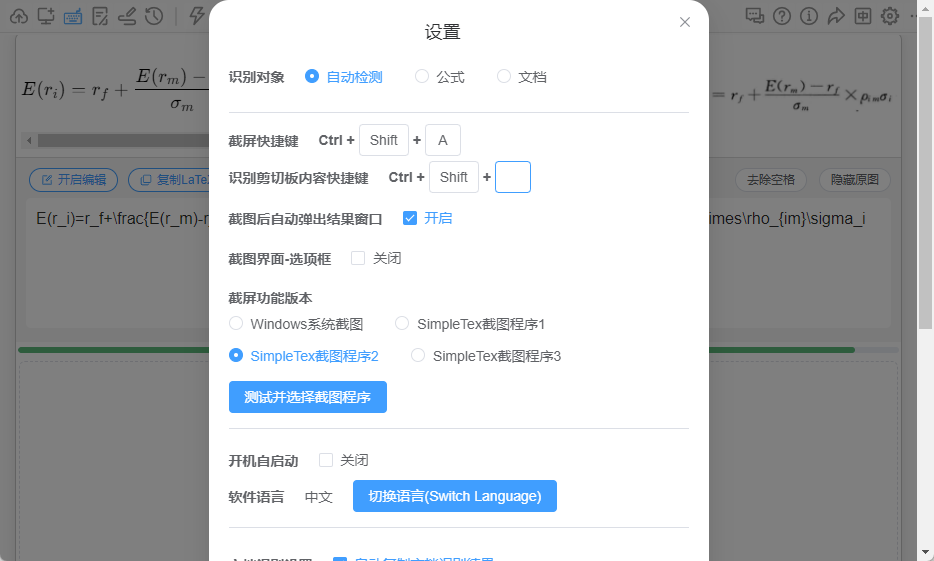 设置
识别对象 自动检测 公式 文档
E(r_i) = r_f + \frac{E(r_m) -}{σ_m}
= r_f + \frac{E(r_m) - r_f}{σ_m} × ρ_{im}σ_i
截屏快捷键 Ctrl + Shift + A
识别剪切板内容快捷键 Ctrl + Shift +
开启编辑 复制LaTe 去除空格 隐藏原图
截图后自动弹出结果窗口 开启
E(r_i)=r_f+\frac{E(r_m)-r imes\rho_{im}\sigma_i
截图界面-选项框 关闭
截屏功能版本
Windows系统截图 SimpleTex截图程序1
SimpleTex截图程序2 SimpleTex截图程序3
测试并选择截图程序
开机自启动 关闭
软件语言 中文 切换语言(Switch Language)